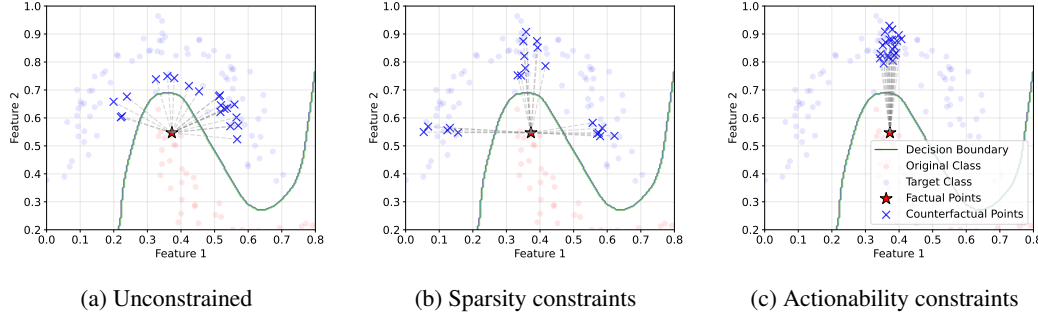 1.0
0.9
0.8
0.7
0.6
0.5
0.4
0.3
0.2
0.0 0.1 0.2 0.3 0.4 0.5 0.6 0.7 0.8
Feature 2
Feature 1
(a) Unconstrained
1.0
0.9
0.8
0.7
0.6
0.5
0.4
0.3
0.2
0.0 0.1 0.2 0.3 0.4 0.5 0.6 0.7 0.8
Feature 2
Feature 1
(b) Sparsity constraints
1.0
0.9
0.8
0.7
0.6
0.5
0.4
0.3
0.2
0.0 0.1 0.2 0.3 0.4 0.5 0.6 0.7 0.8
Feature 2
Feature 1
Decision Boundary
Original Class
Target Class
Factual Points
Counterfactual Points
(c) Actionability constraints